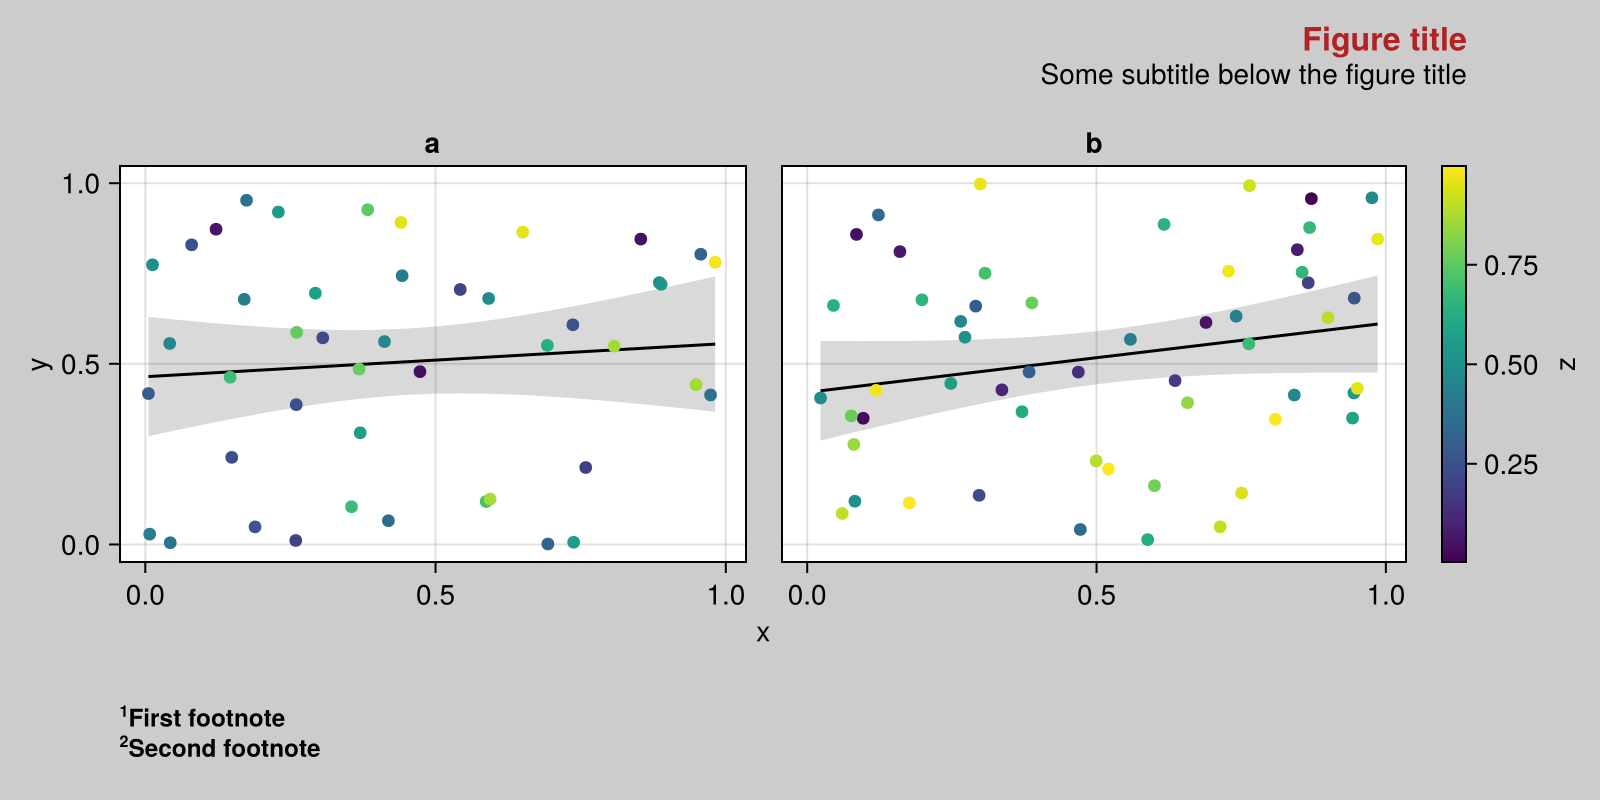 Figure title
Some subtitle below the figure title
a
b
1.0
0.5
0.0
y
0.0
0.5
1.0
0.0
0.5
1.0
x
0.75
0.50
0.25
z
¹First footnote
²Second footnote